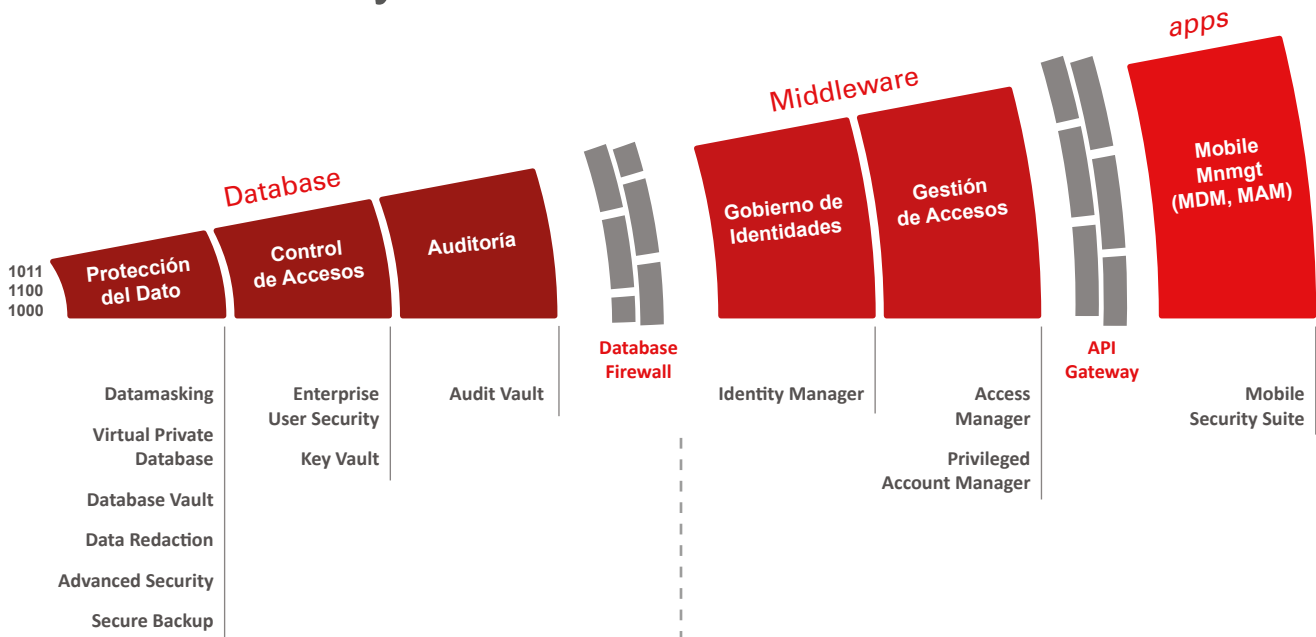 apps
Middleware
Database
Mobile
Mnmgt
(MDM, MAM)
Gestión
de Accesos
Gobierno de
Identidades
Auditoría
Control
de Accesos
Protección
del Dato
1011
1100
1000
Database
Firewall
API
Gateway
Datamasking
Virtual Private
Database
Database Vault
Data Redaction
Advanced Security
Secure Backup
Enterprise
User Security
Key Vault
Audit Vault
Identity Manager
Access
Manager
Privileged
Account Manager
Mobile
Security Suite